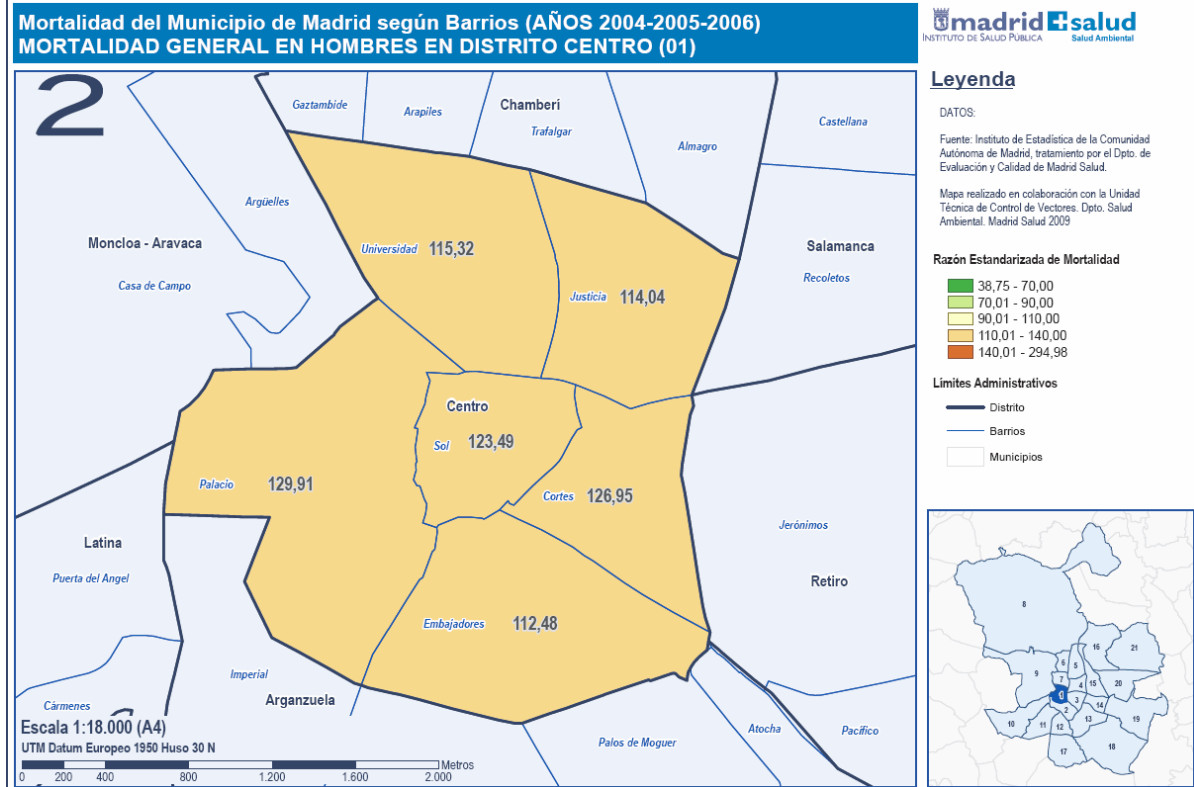 Mortalidad del Municipio de Madrid según Barrios (AÑOS 2004-2005-2006)
MORTALIDAD GENERAL EN HOMBRES EN DISTRITO CENTRO (01)
madrid salud
INSTITUTO DE SALUD PÚBLICA
Salud Ambiental
2
Gaztambide
Arapiles
Chamberí
Trafalgar
Almagro
Castellana
Argüelles
Moncloa - Aravaca
Casa de Campo
Universidad 115,32
Justicia 114,04
Salamanca
Recoletos
Centro
Sol 123,49
Palacio 129,91
Cortes 126,95
Jerónimos
Retiro
Latina
Puerta del Angel
Embajadores 112,48
Imperial
Arganzuela
Cármenes
Palos de Moguer
Atocha
Pacífico
Escala 1:18.000 (A4)
UTM Datum Europeo 1950 Huso 30 N
Metros
0 200 400 800 1.200 1.600 2.000
Leyenda
DATOS:
Fuente: Instituto de Estadística de la Comunidad
Autónoma de Madrid, tratamiento por el Dpto. de
Evaluación y Calidad de Madrid Salud.
Mapa realizado en colaboración con la Unidad
Técnica de Control de Vectores. Dpto. Salud
Ambiental. Madrid Salud 2009
Razón Estandarizada de Mortalidad
38,75 - 70,00
70,01 - 90,00
90,01 - 110,00
110,01 - 140,00
140,01 - 294,98
Limites Administrativos
Distrito
Barrios
Municipios
8
16
21
6
5
9
7
4
15
20
1
3
14
2
10
11
12
13
19
17
18